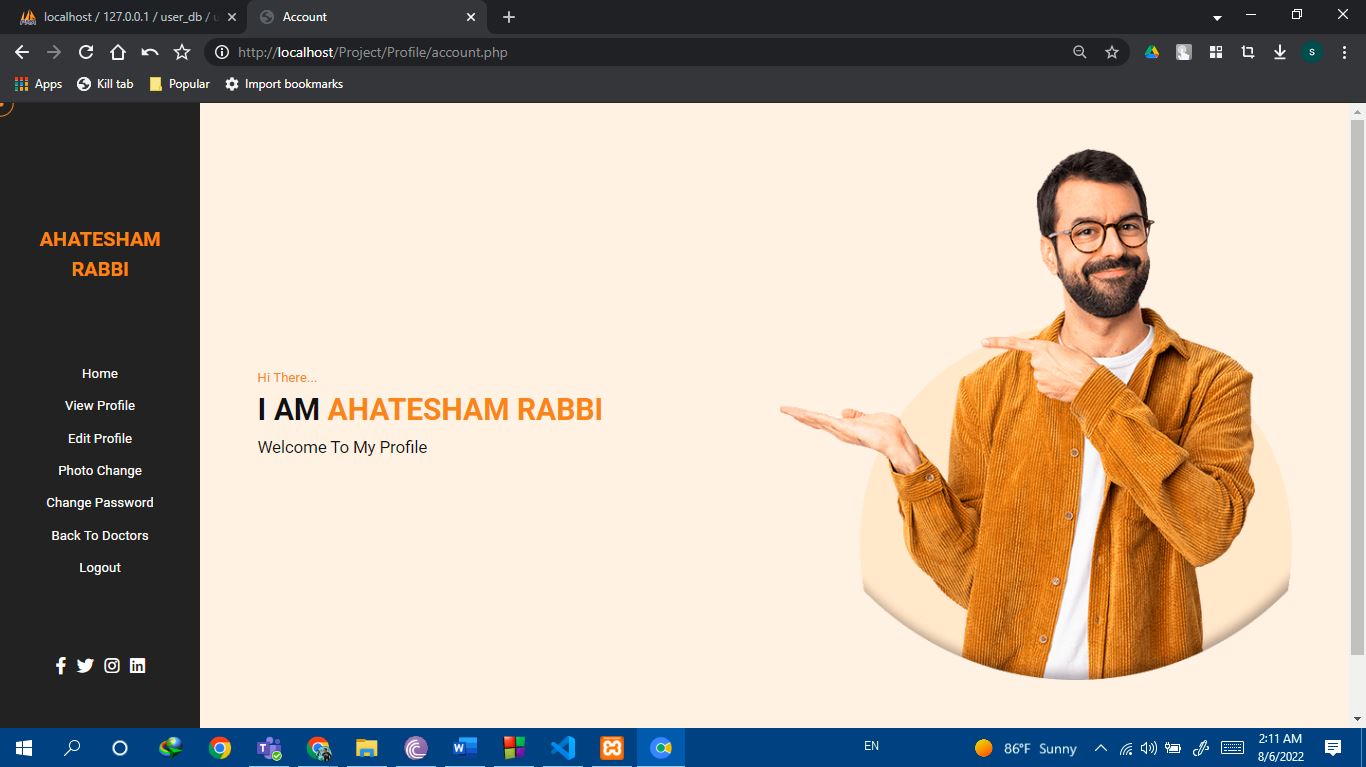 localhost / 127.0.0.1 / user_db / u
Account
http://localhost/Project/Profile/account.php
S
Apps
Kill tab
Popular
Import bookmarks
AHATESHAM
RABBI
Home
View Profile
Edit Profile
Photo Change
Change Password
Back To Doctors
Logout
Hi There...
I AM AHATESHAM RABBI
Welcome To My Profile
EN
86°F Sunny
2:11 AM
8/6/2022